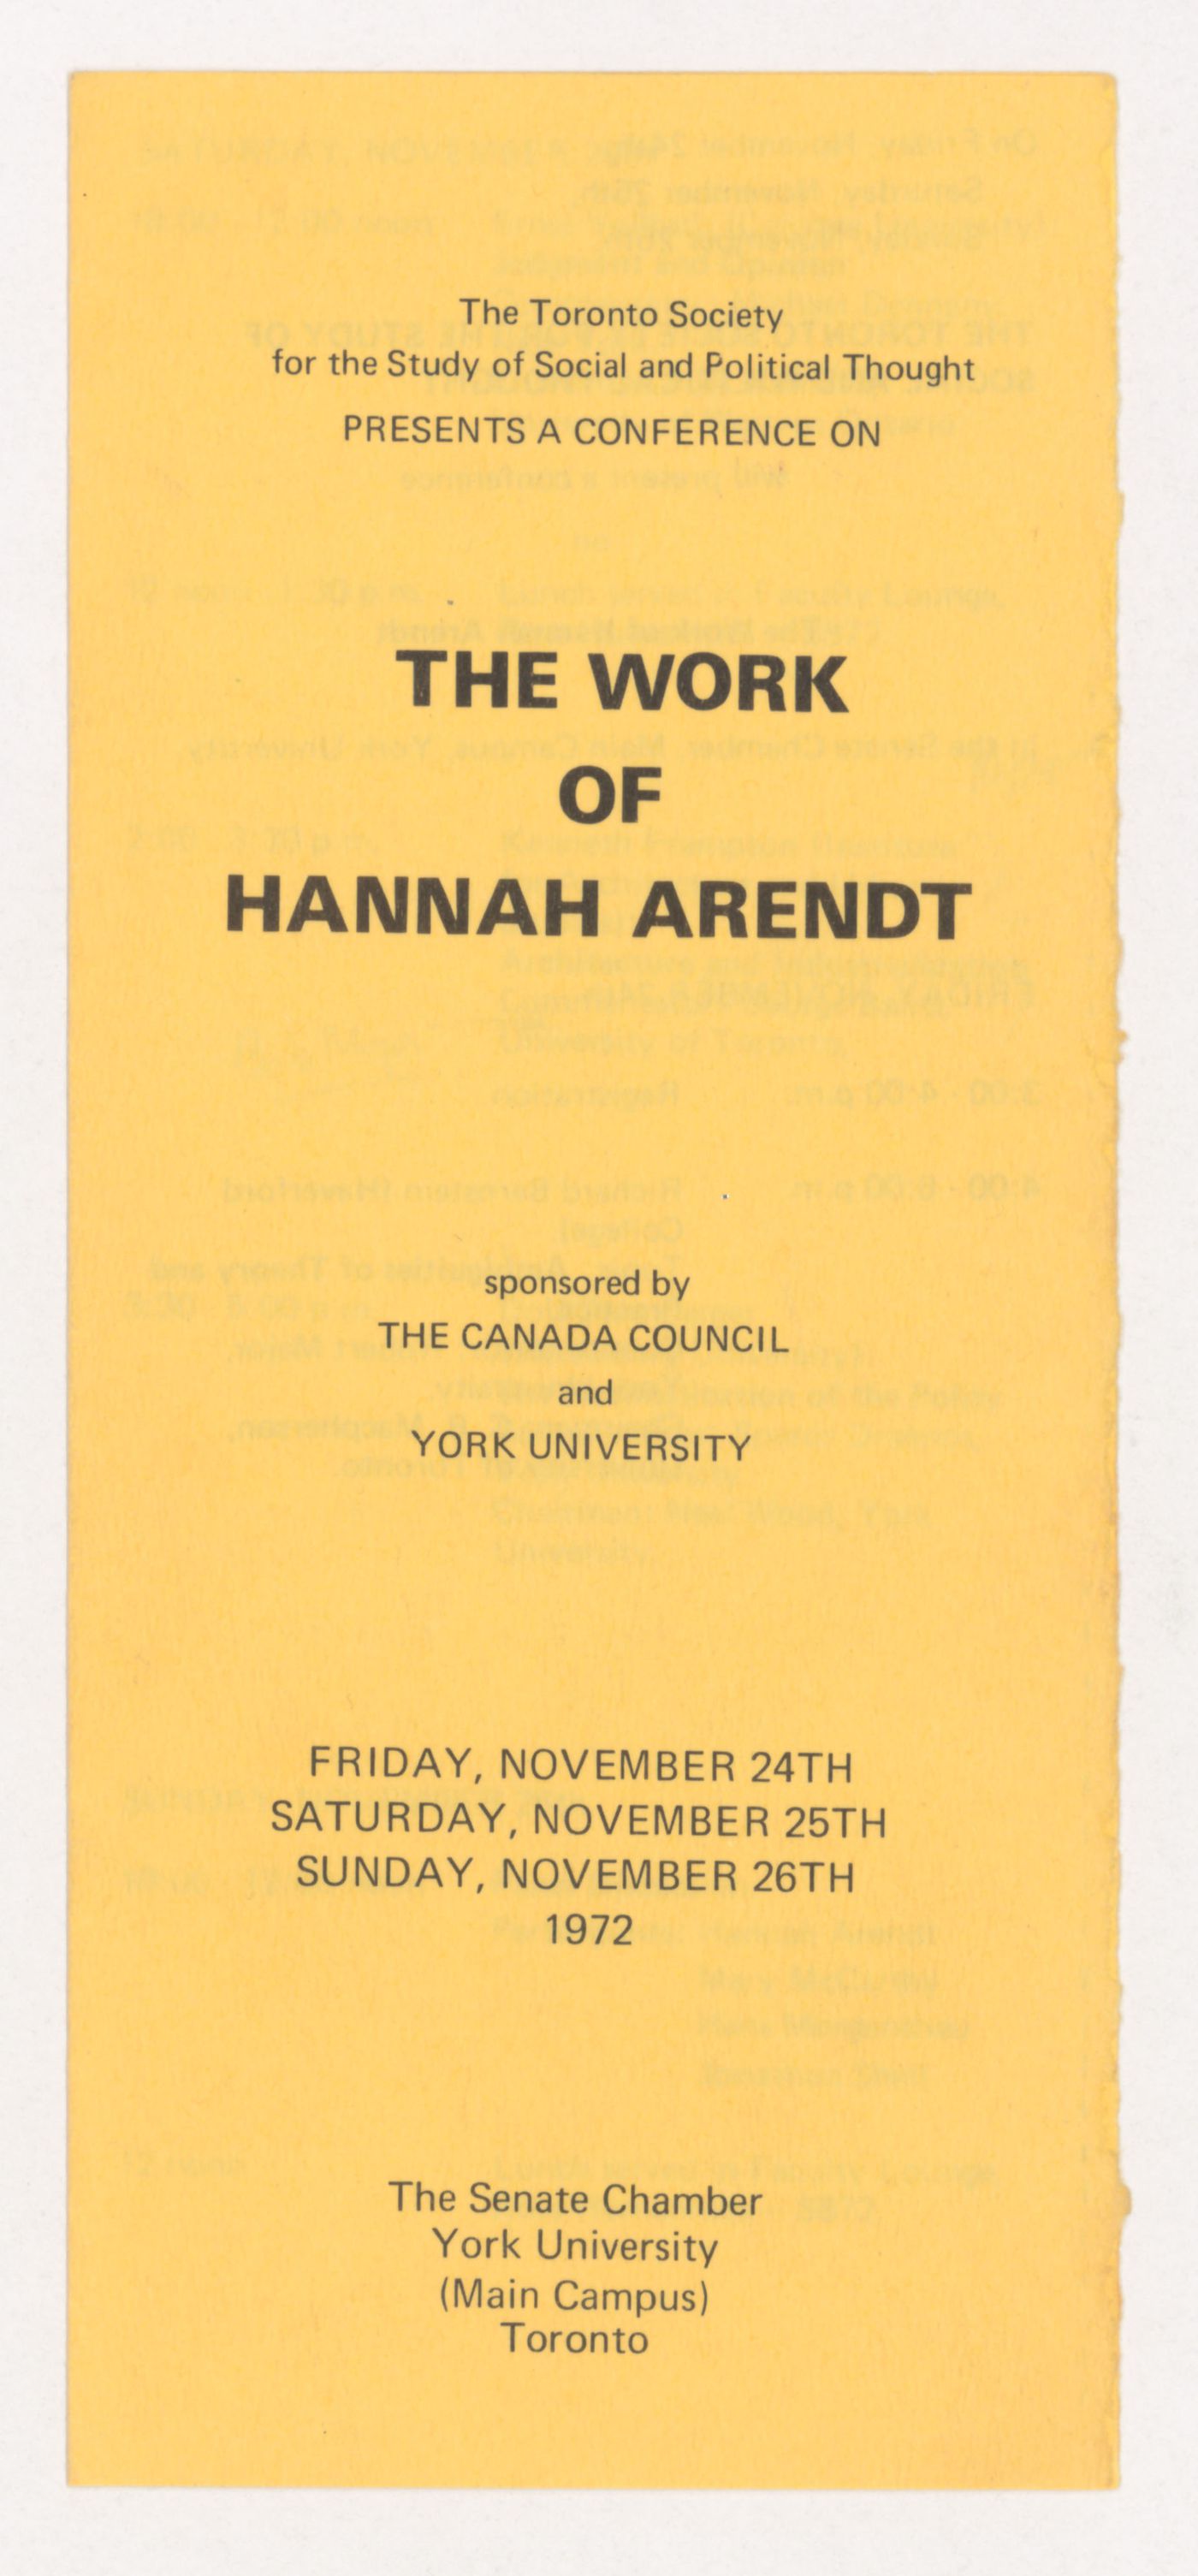 The Toronto Society
for the Study of Social and Political Thought
PRESENTS A CONFERENCE ON
THE WORK
OF
HANNAH ARENDT
sponsored by
THE CANADA COUNCIL
and
YORK UNIVERSITY
FRIDAY, NOVEMBER 24TH
SATURDAY, NOVEMBER 25TH
SUNDAY, NOVEMBER 26TH
1972
The Senate Chamber
York University
(Main Campus)
Toronto